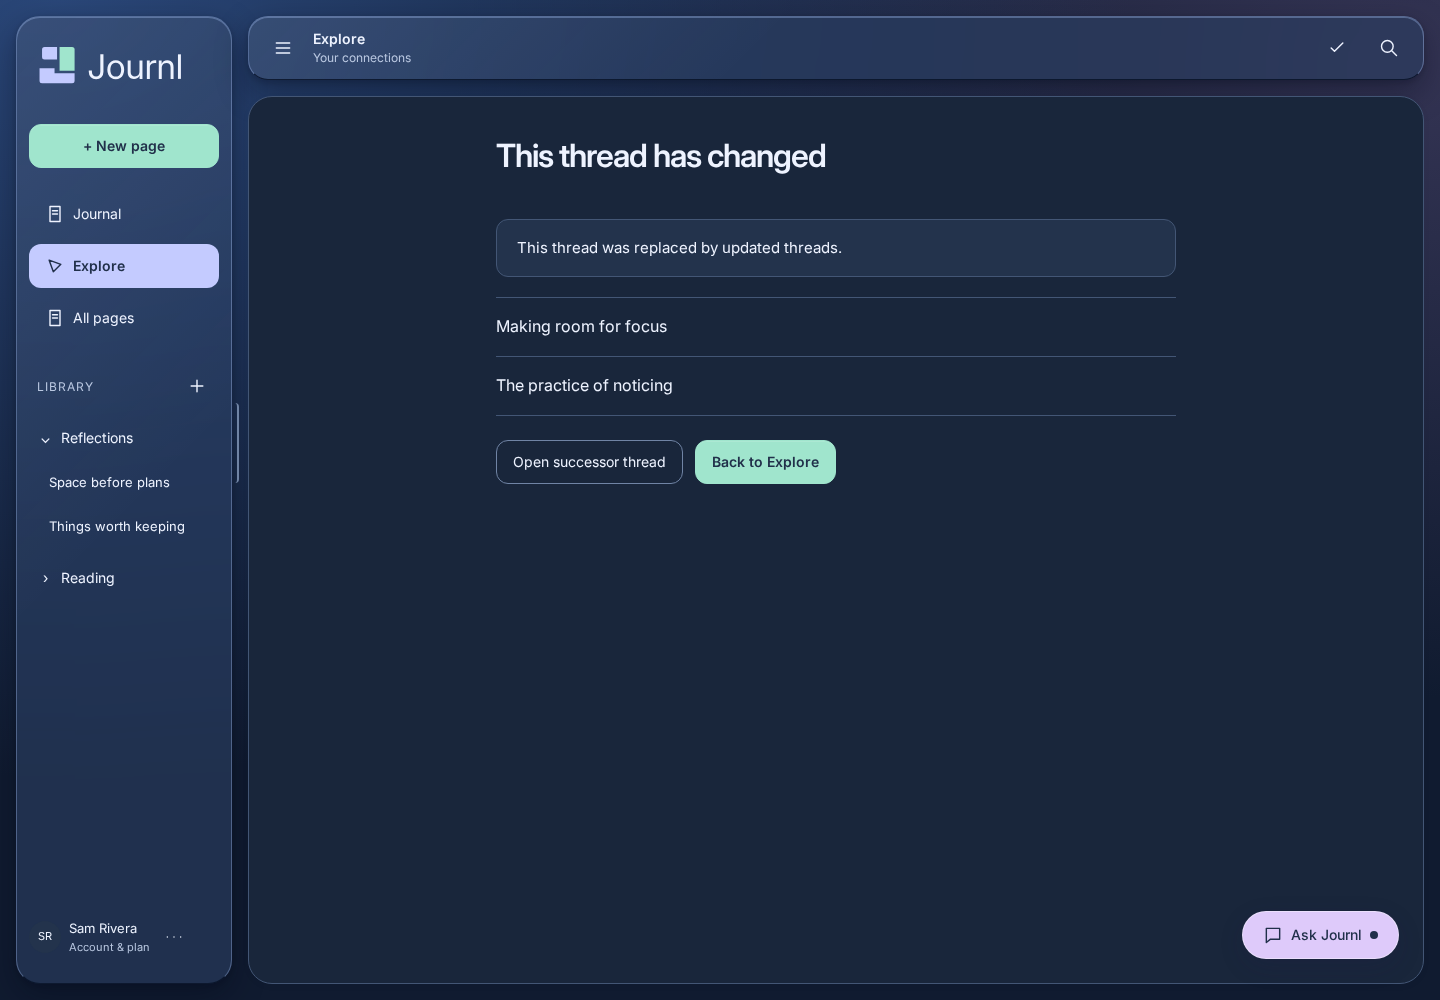 Journl
+ New page
Journal
Explore
All pages
LIBRARY
Reflections
Space before plans
Things worth keeping
Reading
SR
Sam Rivera
Account & plan
...
Explore
Your connections
This thread has changed
This thread was replaced by updated threads.
Making room for focus
The practice of noticing
Open successor thread
Back to Explore
Ask Journl